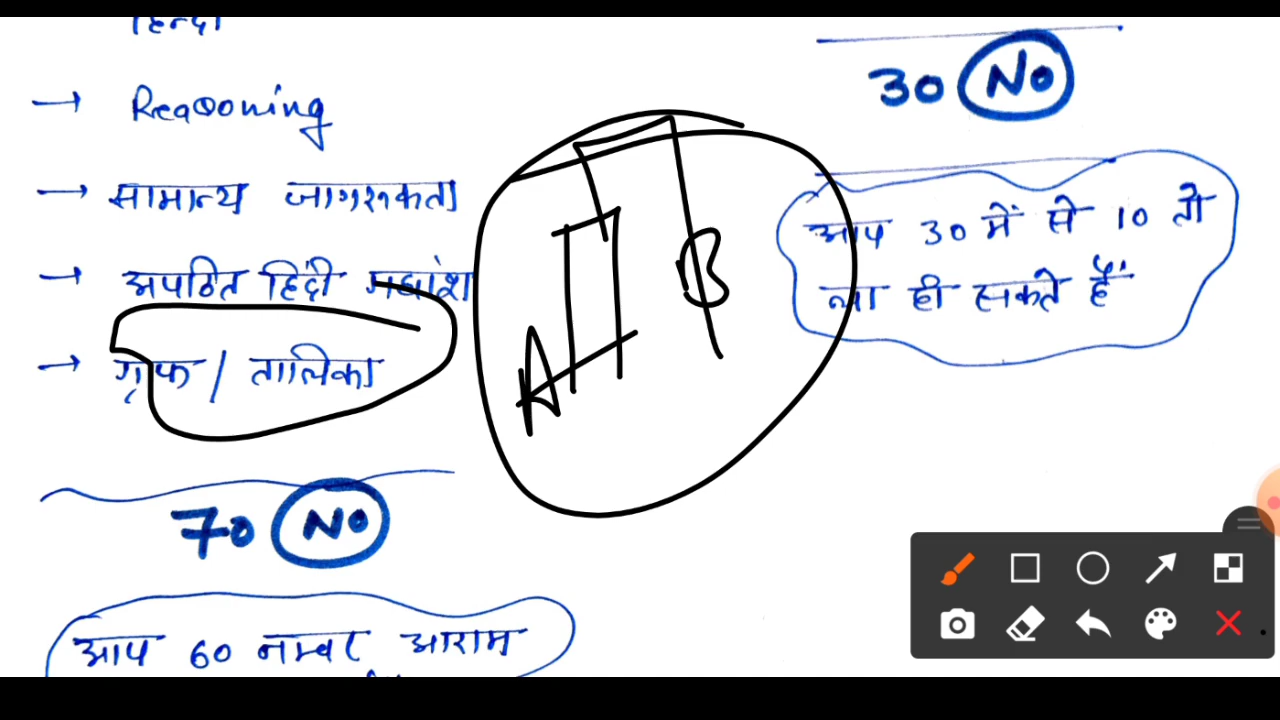 हिन्दी
→ Reasoning
→ सामान्य जागरूकता
→ अपठित हिंदी गद्यांश
→ ग्राफ / तालिका
70 No
आप 60 नम्बर आराम
30 No
आप 30 में से 10 तो
ला ही सकते हैं
A
B